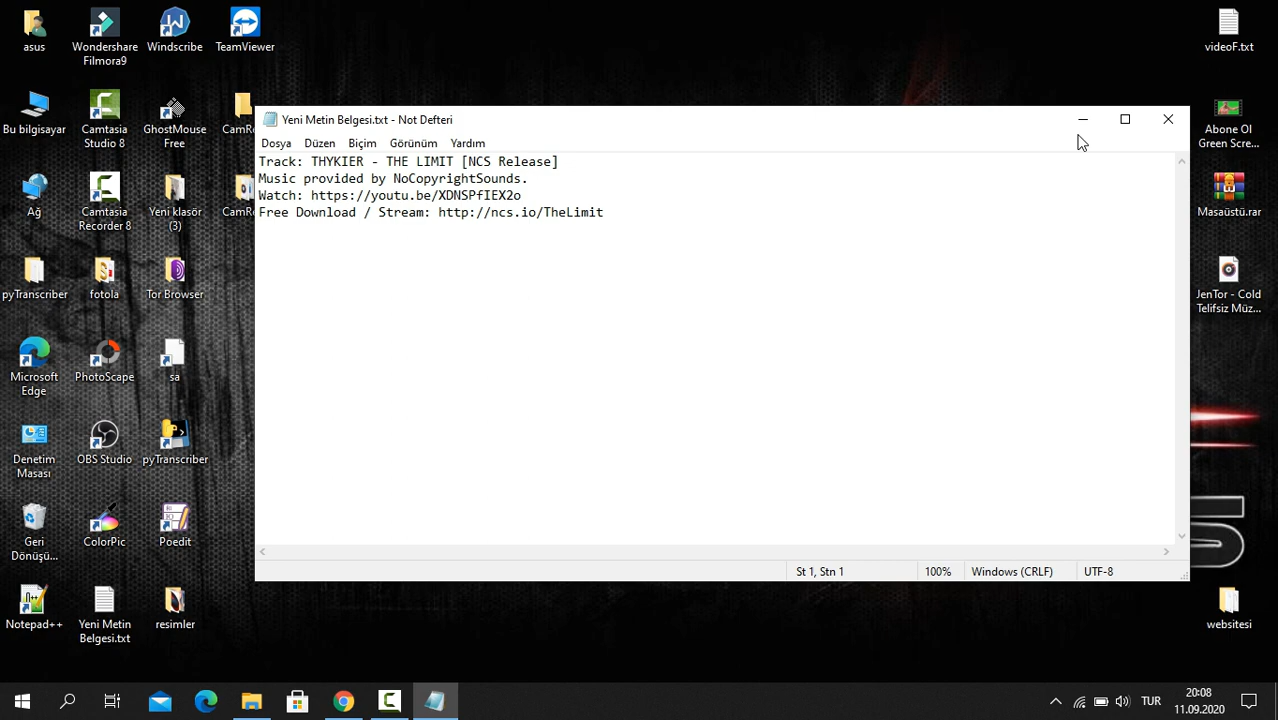 asus
Wondershare Filmora9
Windscribe
TeamViewer
videoF.txt
Bu bilgisayar
Camtasia Studio 8
GhostMouse Free
CamRo
Abone Ol Green Scre...
Ağ
Camtasia Recorder 8
Yeni klasör (3)
CamRo
Masaüstü.rar
pyTranscriber
fotola
Tor Browser
JenTor - Cold Telifsiz Müz...
Microsoft Edge
PhotoScape
sa
Denetim Masası
OBS Studio
pyTranscriber
Geri Dönüşü...
ColorPic
Poedit
Notepad++
Yeni Metin Belgesi.txt
resimler
websitesi
Yeni Metin Belgesi.txt - Not Defteri
Dosya Düzen Biçim Görünüm Yardım
Track: THYKIER - THE LIMIT [NCS Release]
Music provided by NoCopyrightSounds.
Watch: https://youtu.be/XDNSPfIEX2o
Free Download / Stream: http://ncs.io/TheLimit
St 1, Stn 1 100% Windows (CRLF) UTF-8
TUR
20:08
11.09.2020